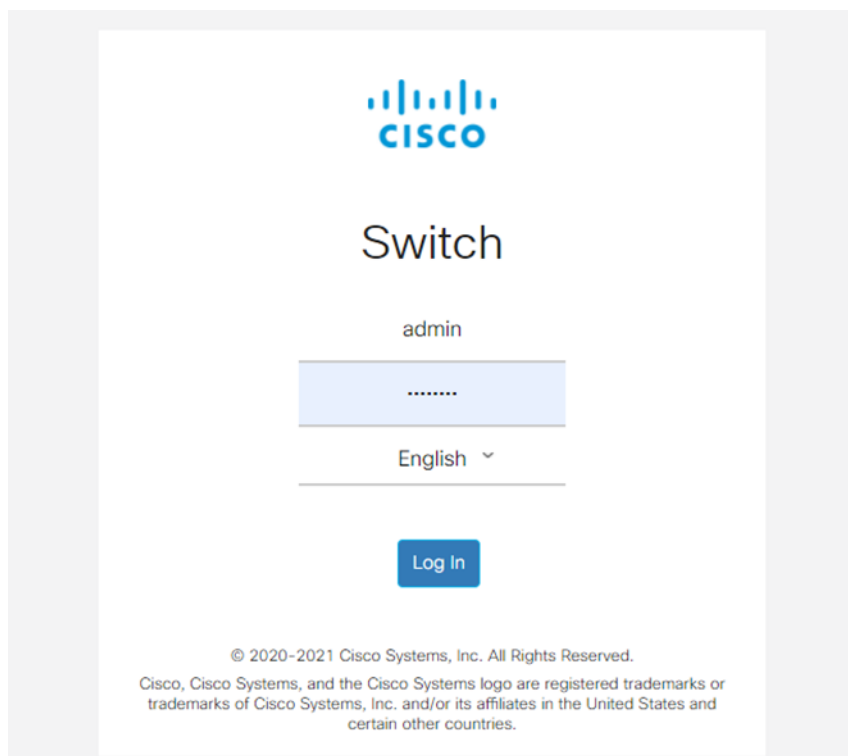 CISCO
Switch
admin
........
English
Log In
© 2020-2021 Cisco Systems, Inc. All Rights Reserved.
Cisco, Cisco Systems, and the Cisco Systems logo are registered trademarks or
trademarks of Cisco Systems, Inc. and/or its affiliates in the United States and
certain other countries.